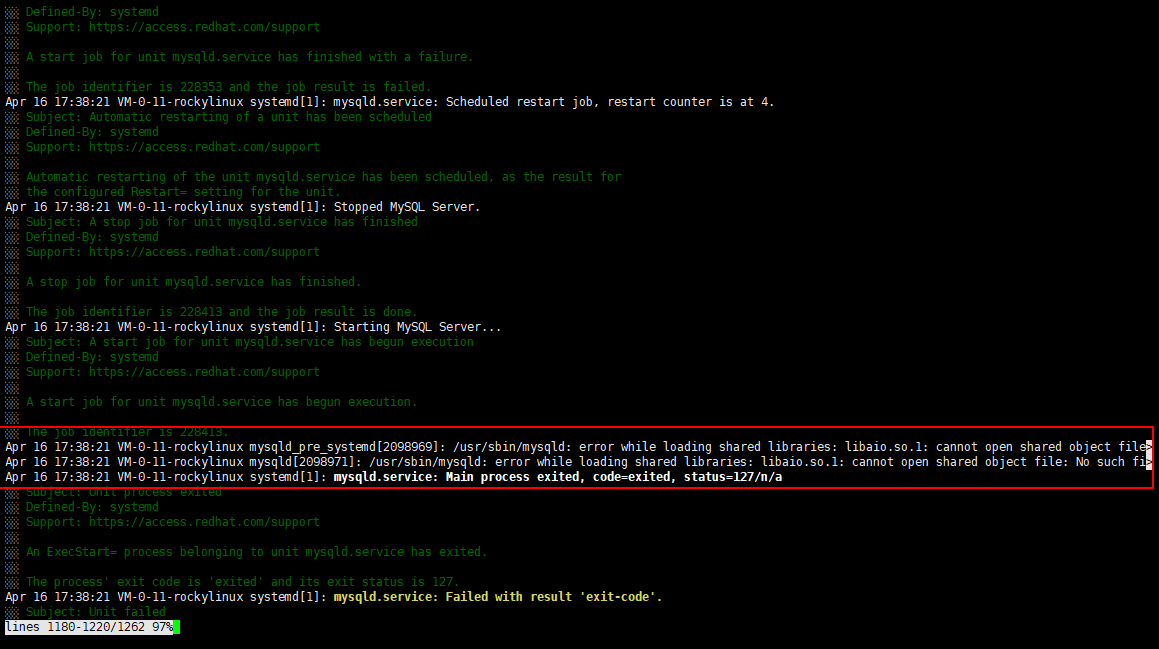 ░░ Defined-By: systemd
░░ Support: https://access.redhat.com/support
░░
░░ A start job for unit mysqld.service has finished with a failure.
░░
░░ The job identifier is 228353 and the job result is failed.
Apr 16 17:38:21 VM-0-11-rockylinux systemd[1]: mysqld.service: Scheduled restart job, restart counter is at 4.
░░ Subject: Automatic restarting of a unit has been scheduled
░░ Defined-By: systemd
░░ Support: https://access.redhat.com/support
░░
░░ Automatic restarting of the unit mysqld.service has been scheduled, as the result for
░░ the configured Restart= setting for the unit.
Apr 16 17:38:21 VM-0-11-rockylinux systemd[1]: Stopped MySQL Server.
░░ Subject: A stop job for unit mysqld.service has finished
░░ Defined-By: systemd
░░ Support: https://access.redhat.com/support
░░
░░ A stop job for unit mysqld.service has finished.
░░
░░ The job identifier is 228413 and the job result is done.
Apr 16 17:38:21 VM-0-11-rockylinux systemd[1]: Starting MySQL Server...
░░ Subject: A start job for unit mysqld.service has begun execution
░░ Defined-By: systemd
░░ Support: https://access.redhat.com/support
░░
░░ A start job for unit mysqld.service has begun execution.
░░
░░ The job identifier is 228413.
Apr 16 17:38:21 VM-0-11-rockylinux mysqld_pre_systemd[2098969]: /usr/sbin/mysqld: error while loading shared libraries: libaio.so.1: cannot open shared object file>
Apr 16 17:38:21 VM-0-11-rockylinux mysqld[2098971]: /usr/sbin/mysqld: error while loading shared libraries: libaio.so.1: cannot open shared object file: No such fi>
Apr 16 17:38:21 VM-0-11-rockylinux systemd[1]: mysqld.service: Main process exited, code=exited, status=127/n/a
░░ Subject: Unit process exited
░░ Defined-By: systemd
░░ Support: https://access.redhat.com/support
░░
░░ An ExecStart= process belonging to unit mysqld.service has exited.
░░
░░ The process' exit code is 'exited' and its exit status is 127.
Apr 16 17:38:21 VM-0-11-rockylinux systemd[1]: mysqld.service: Failed with result 'exit-code'.
░░ Subject: Unit failed
lines 1180-1220/1262 97%